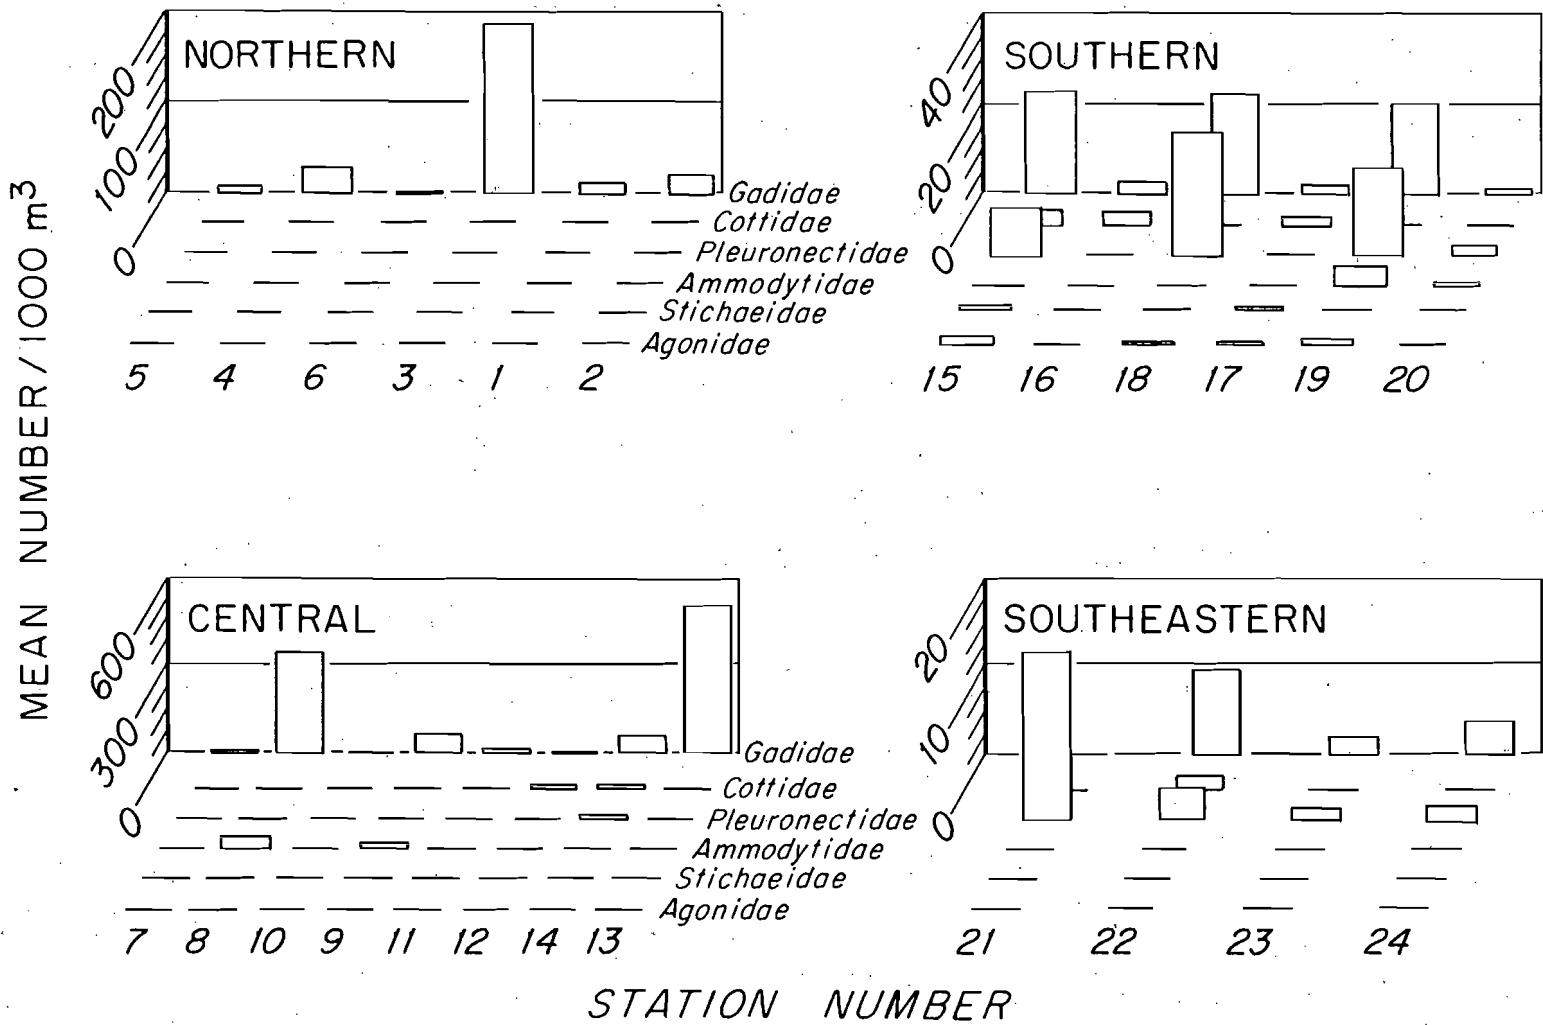 MEAN NUMBER/1000 m³
NORTHERN
200
100
0
Gadidae
Cottidae
Pleuronectidae
Ammodytidae
Stichaeidae
Agonidae
5 4 6 3 1 2
SOUTHERN
40
20
0
15 16 18 17 19 20
CENTRAL
600
300
0
Gadidae
Cottidae
Pleuronectidae
Ammodytidae
Stichaeidae
Agonidae
7 8 10 9 11 12 14 13
SOUTHEASTERN
20
10
0
21 22 23 24
STATION NUMBER